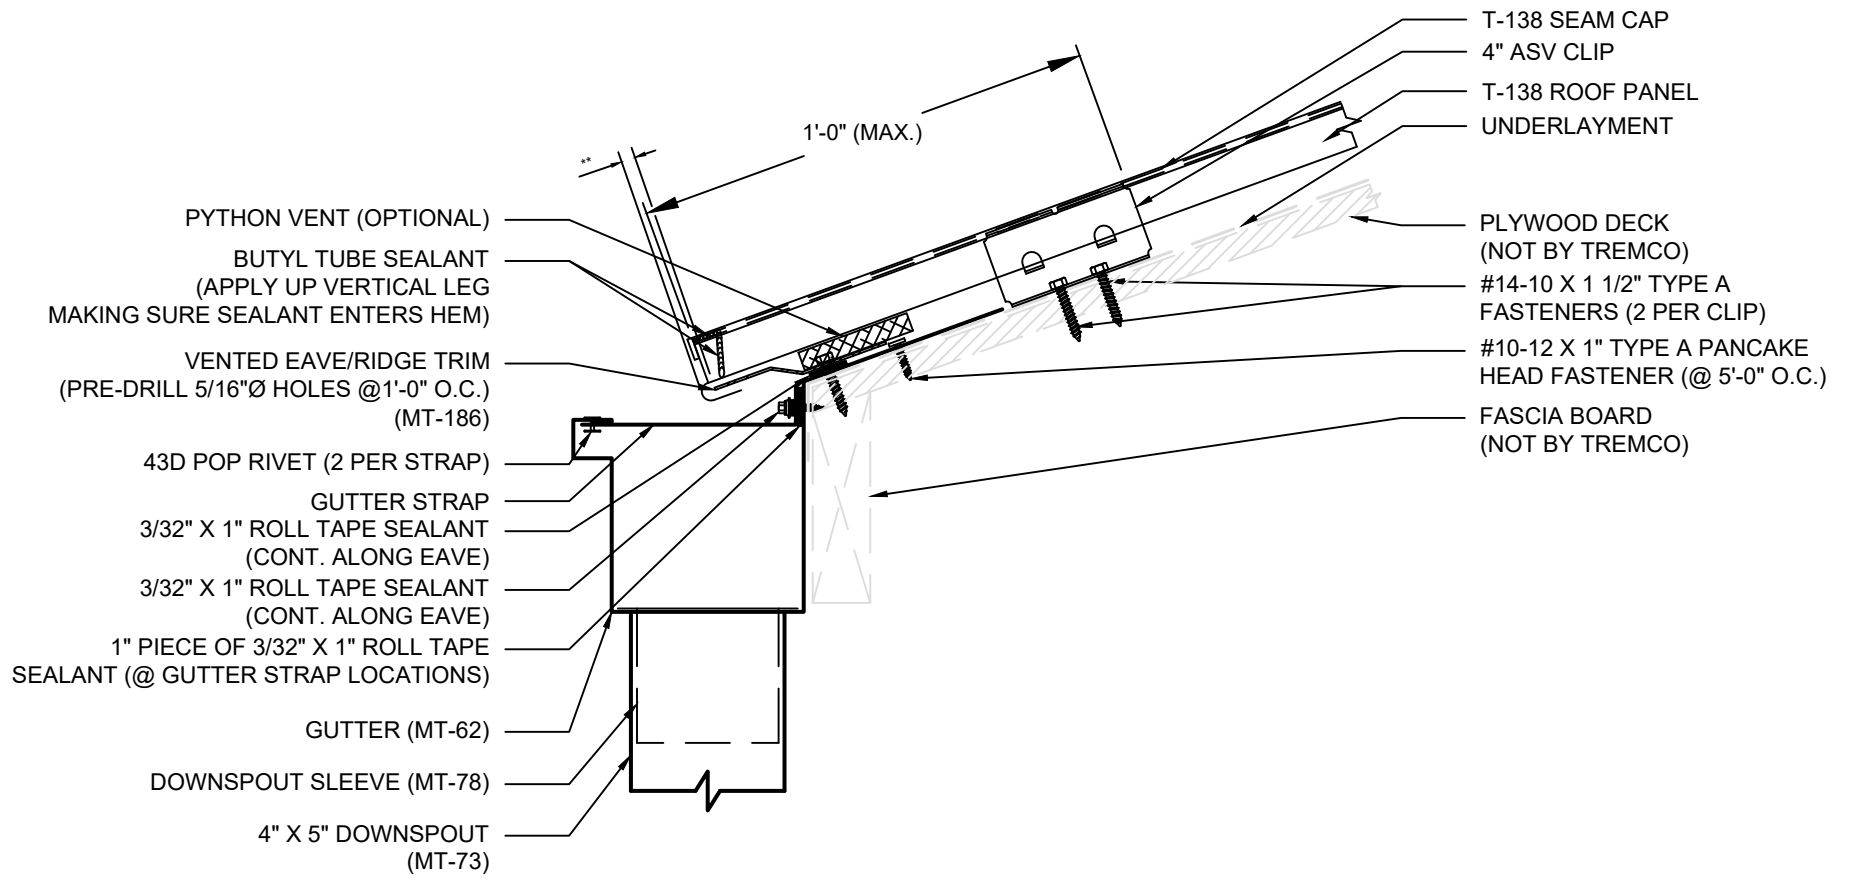 T-138 SEAM CAP
4" ASV CLIP
T-138 ROOF PANEL
UNDERLAYMENT
1'-0" (MAX.)
**
PYTHON VENT (OPTIONAL)
BUTYL TUBE SEALANT
(APPLY UP VERTICAL LEG
MAKING SURE SEALANT ENTERS HEM)
VENTED EAVE/RIDGE TRIM
(PRE-DRILL 5/16"Ø HOLES @1'-0" O.C.)
(MT-186)
43D POP RIVET (2 PER STRAP)
GUTTER STRAP
3/32" X 1" ROLL TAPE SEALANT
(CONT. ALONG EAVE)
3/32" X 1" ROLL TAPE SEALANT
(CONT. ALONG EAVE)
1" PIECE OF 3/32" X 1" ROLL TAPE
SEALANT (@ GUTTER STRAP LOCATIONS)
GUTTER (MT-62)
DOWNSPOUT SLEEVE (MT-78)
4" X 5" DOWNSPOUT
(MT-73)
PLYWOOD DECK
(NOT BY TREMCO)
#14-10 X 1 1/2" TYPE A
FASTENERS (2 PER CLIP)
#10-12 X 1" TYPE A PANCAKE
HEAD FASTENER (@ 5'-0" O.C.)
FASCIA BOARD
(NOT BY TREMCO)